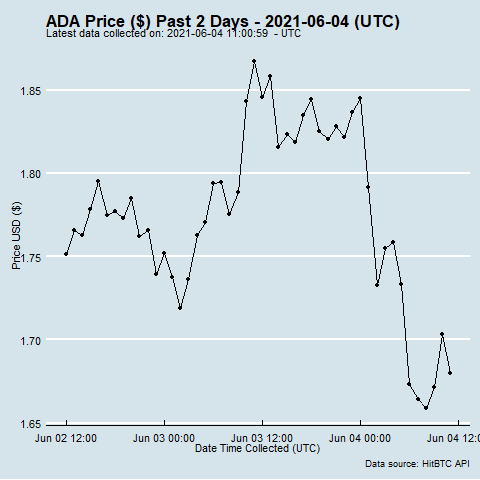 ADA Price ($) Past 2 Days - 2021-06-04 (UTC)
Latest data collected on: 2021-06-04 11:00:59 - UTC
Price USD ($)
1.85
1.80
1.75
1.70
1.65
Jun 02 12:00 Jun 03 00:00 Jun 03 12:00 Jun 04 00:00 Jun 04 12:0
Date Time Collected (UTC)
Data source: HitBTC API